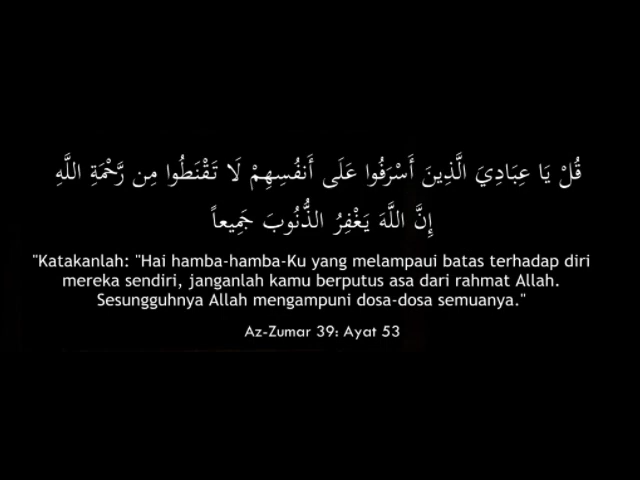 قُلْ يَا عِبَادِيَ الَّذِينَ أَسْرَفُوا عَلَى أَنفُسِهِمْ لَا تَقْنَطُوا مِن رَّحْمَةِ اللَّهِ
إِنَّ اللَّهَ يَغْفِرُ الذُّنُوبَ جَمِيعاً
"Katakanlah: "Hai hamba-hamba-Ku yang melampaui batas terhadap diri
mereka sendiri, janganlah kamu berputus asa dari rahmat Allah.
Sesungguhnya Allah mengampuni dosa-dosa semuanya."
Az-Zumar 39: Ayat 53